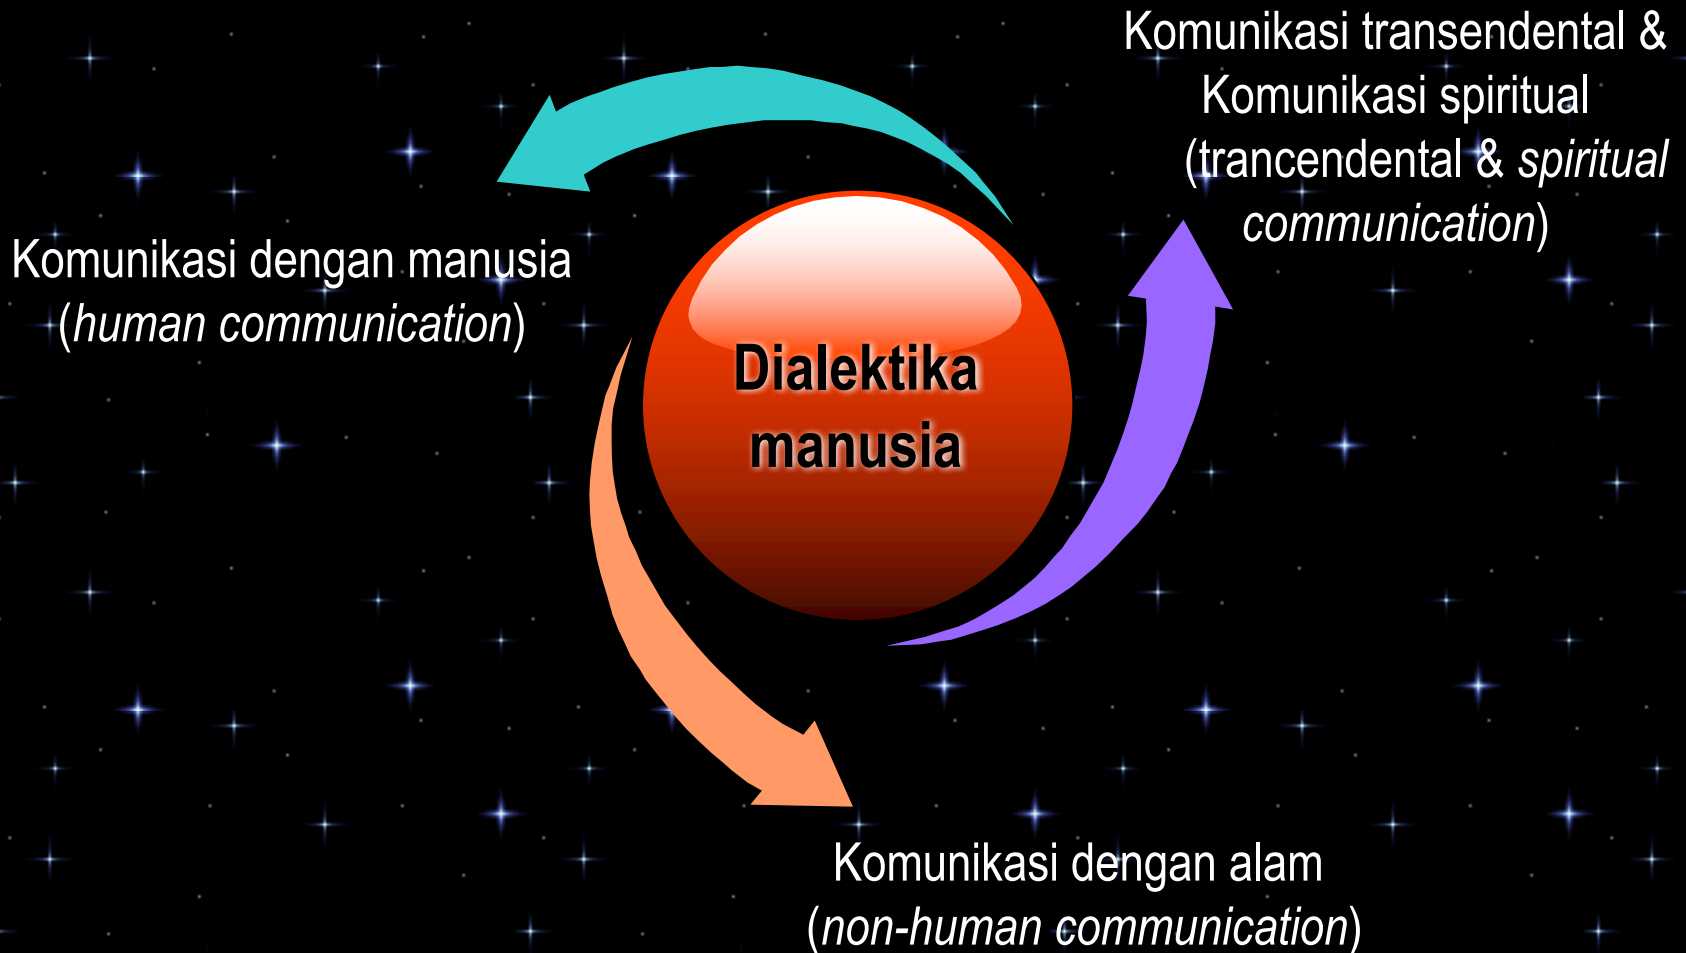 Komunikasi transendental &
Komunikasi spiritual
(trancendental & spiritual
communication)
Komunikasi dengan manusia
(human communication)
Dialektika
manusia
Komunikasi dengan alam
(non-human communication)